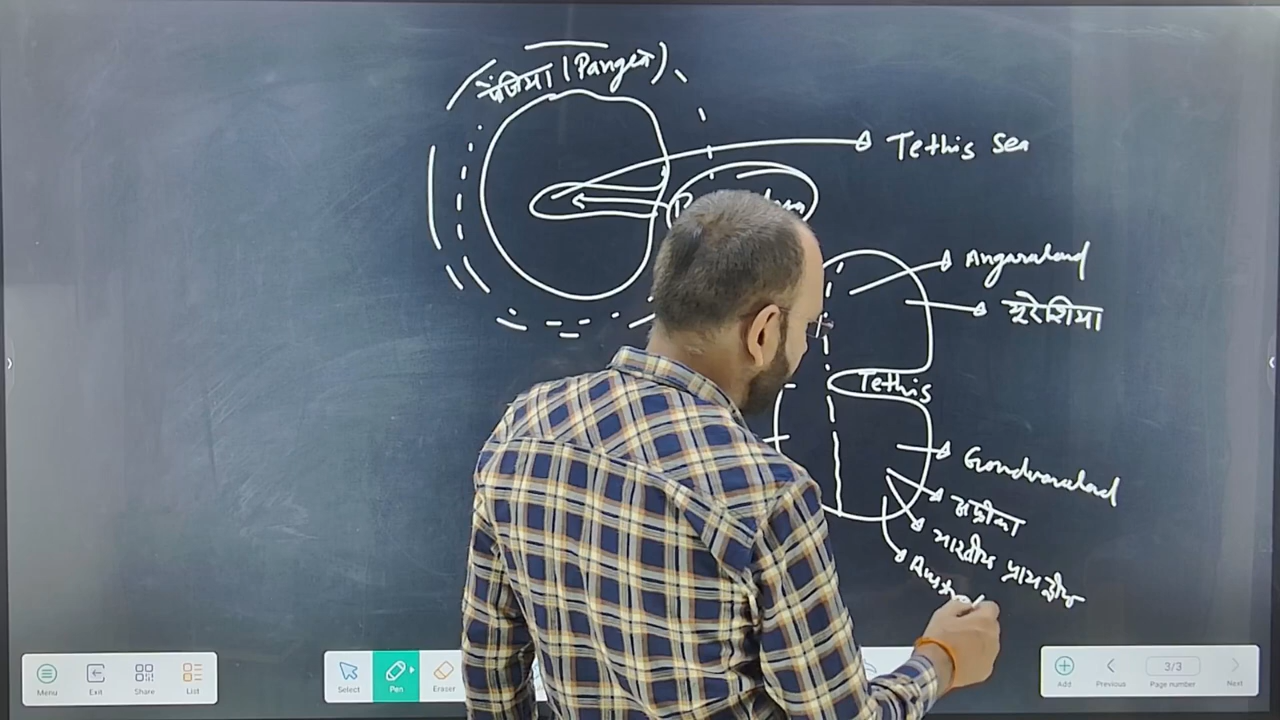 पेंजिया (Pangea)
Tethis Sea
Angaraland
यूरेशिया
Tethis
Gondwanaland
अफ्रीका
भारतीय प्रायद्वीप
Austra
Menu
Exit
Share
List
Select
Pen
Eraser
Add
Previous
3/3
Page number
Next